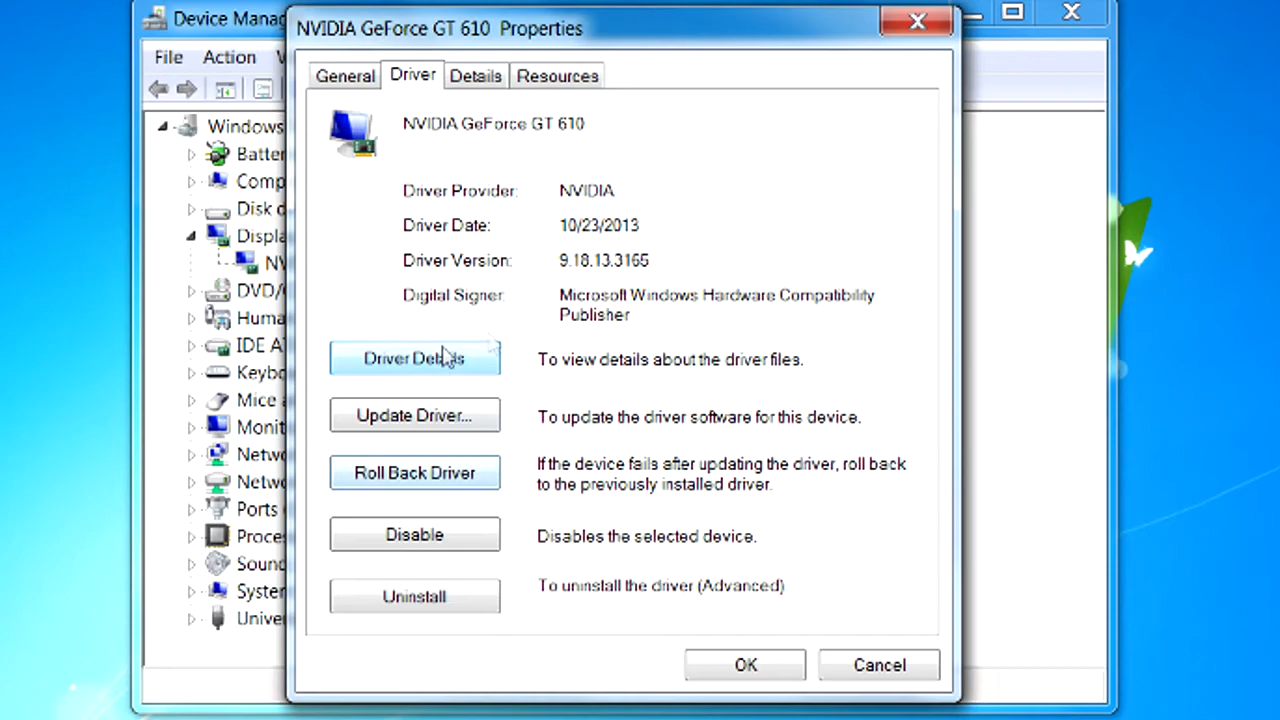 Device Manag
NVIDIA GeForce GT 610 Properties
File Action
General Driver Details Resources
NVIDIA GeForce GT 610
Driver Provider: NVIDIA
Driver Date: 10/23/2013
Driver Version: 9.18.13.3165
Digital Signer: Microsoft Windows Hardware Compatibility
Publisher
Driver Details To view details about the driver files.
Update Driver... To update the driver software for this device.
Roll Back Driver If the device fails after updating the driver, roll back
to the previously installed driver.
Disable Disables the selected device.
Uninstall To uninstall the driver (Advanced)
OK Cancel
Windows
Batter
Comp
Disk d
Displa
NV
DVD/
Huma
IDE A
Keybo
Mice a
Monit
Netwo
Netwo
Ports
Proce
Sound
System
Univer